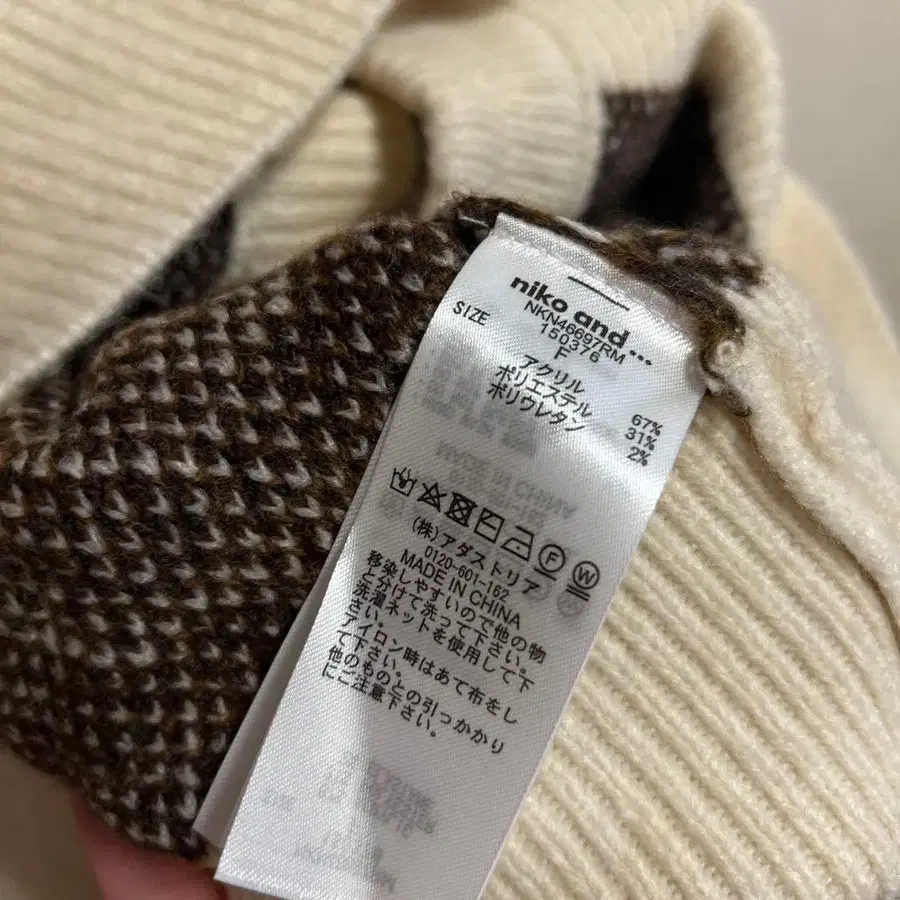 niko and ...
NKN46697RM
150376
SIZE F
アクリル 67%
ポリエステル 31%
ポリウレタン 2%
(株)アダストリア
0120-601-162
MADE IN CHINA
移染しやすいので他の物
と分けて洗って下さい。
洗濯ネットを使用して下
さい。
アイロン時はあて布をし
て下さい。
他のものとの引っかかり
にご注意下さい。